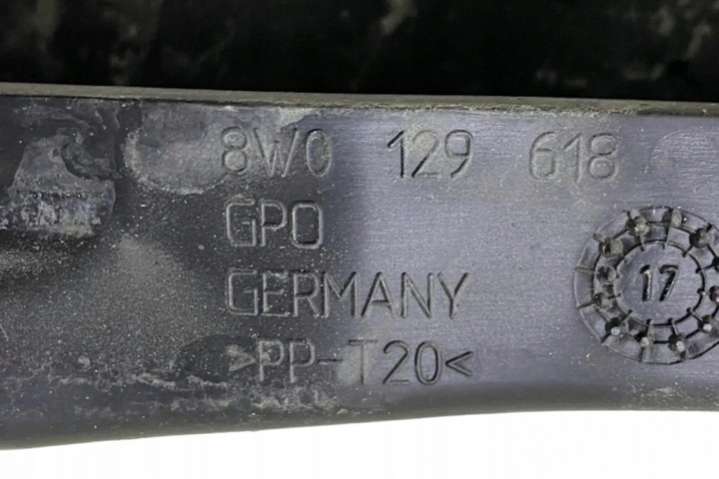 8W0 129 618
GPO
GERMANY
>PP-T20<
17